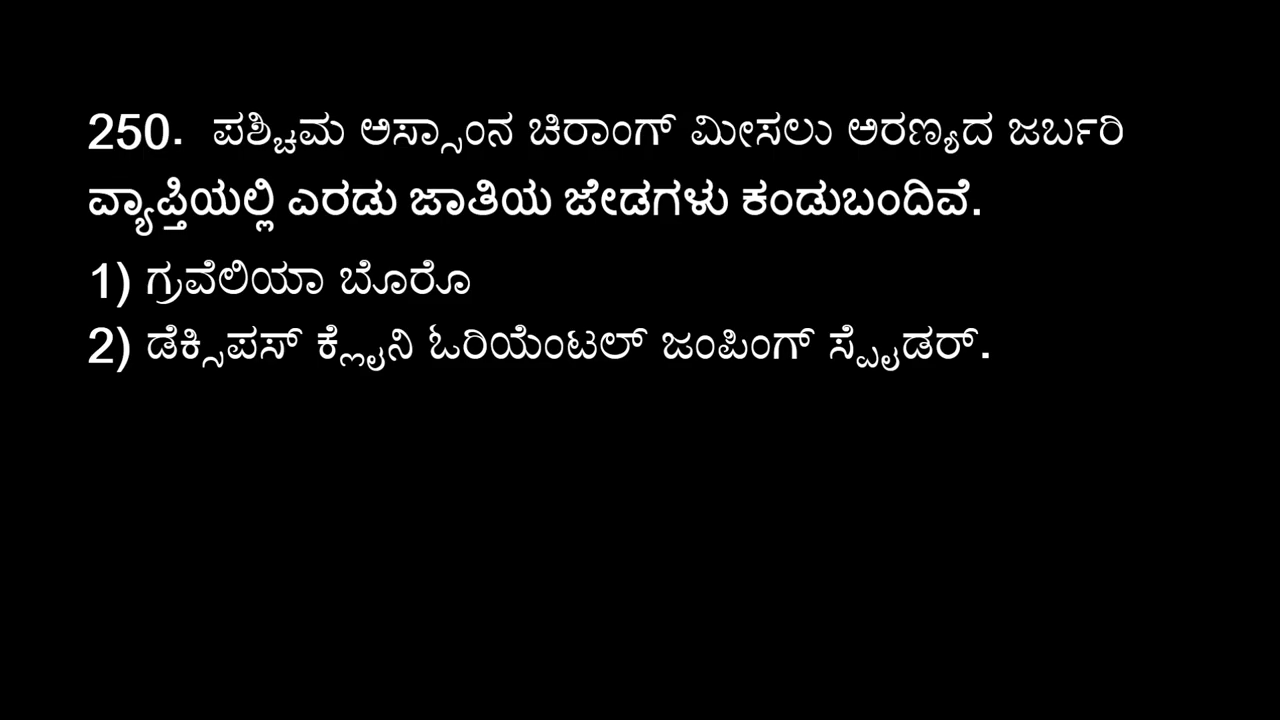 250. ಪಶ್ಚಿಮ ಅಸ್ಸಾಂನ ಚಿರಾಂಗ್ ಮೀಸಲು ಅರಣ್ಯದ ಜರ್ಬರಿ
ವ್ಯಾಪ್ತಿಯಲ್ಲಿ ಎರಡು ಜಾತಿಯ ಜೇಡಗಳು ಕಂಡುಬಂದಿವೆ.
1) ಗ್ರವೆಲಿಯಾ ಬೊರೊ
2) ಡೆಕ್ಸಿಪಸ್ ಕ್ಲೈನಿ ಓರಿಯೆಂಟಲ್ ಜಂಪಿಂಗ್ ಸ್ಪೈಡರ್.